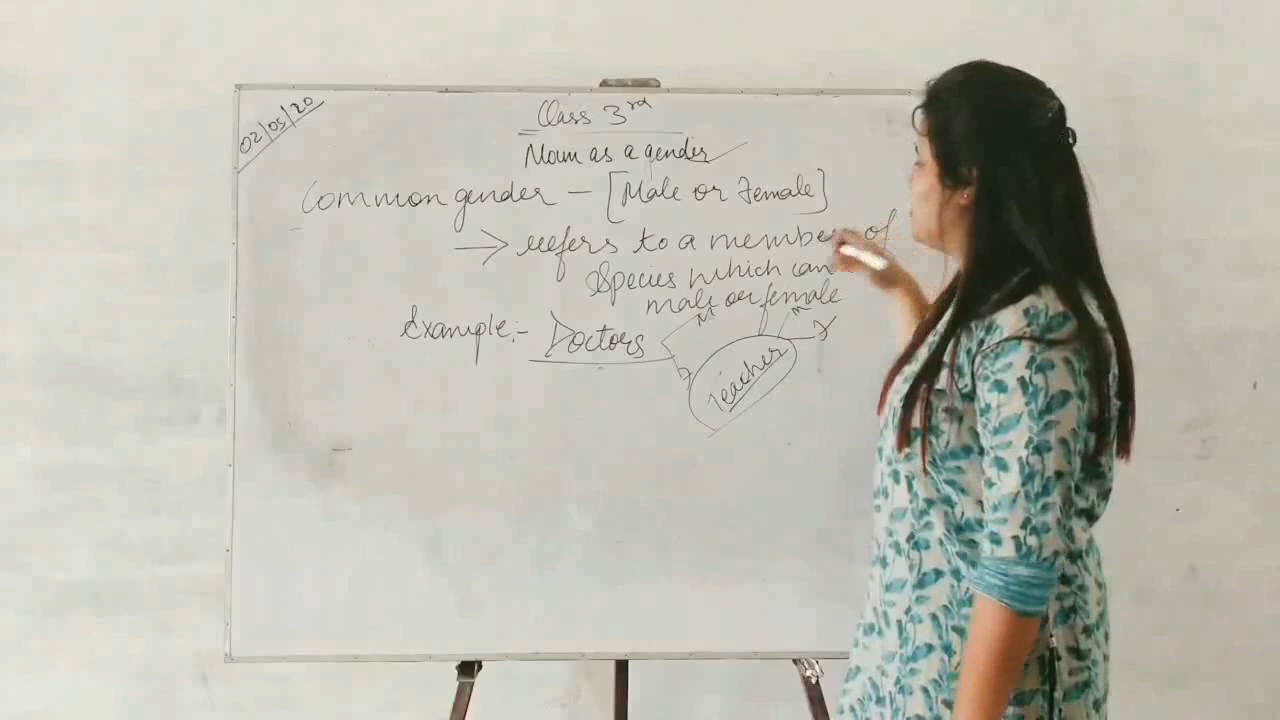 02/05/20
Class 3rd
Noun as a gender
Common gender - [Male or Female]
→ refers to a member of
Species which can
male or female
Example:- Doctors
M
F
Teacher
M
F